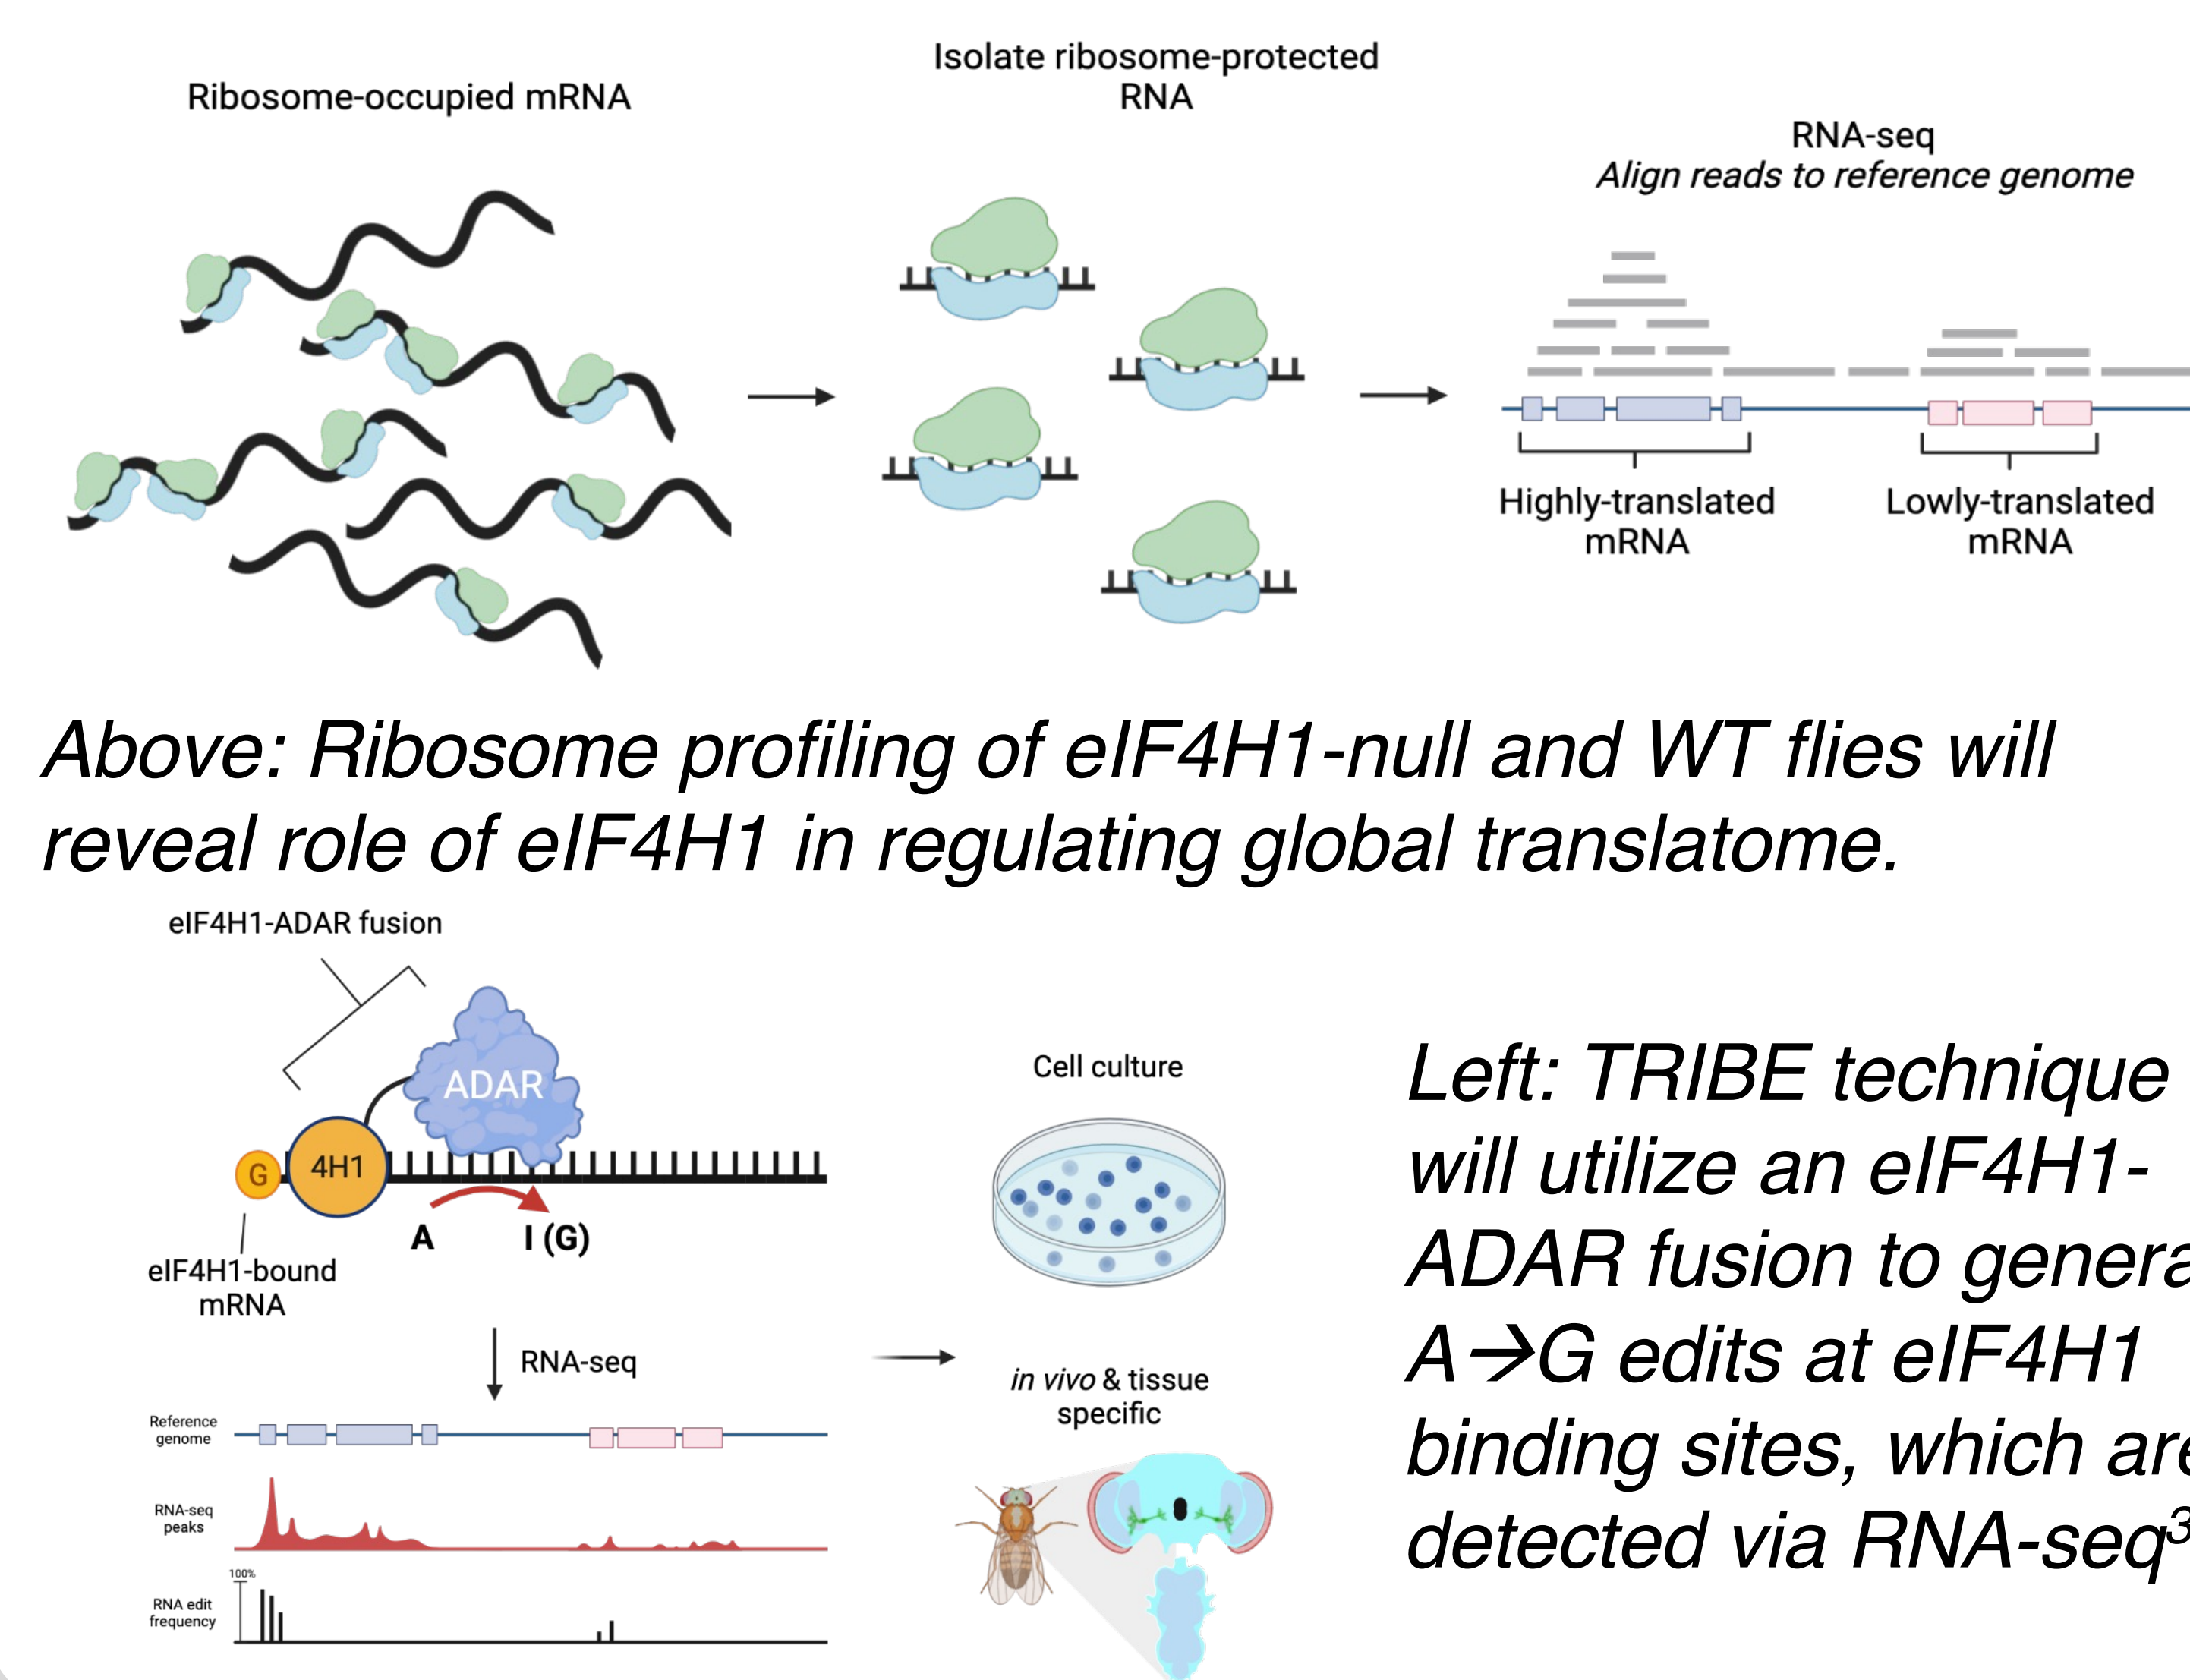 Ribosome-occupied mRNA
Isolate ribosome-protected
RNA
RNA-seq
Align reads to reference genome
Highly-translated
mRNA
Lowly-translated
mRNA
Above: Ribosome profiling of eIF4H1-null and WT flies will
reveal role of eIF4H1 in regulating global translatome.
eIF4H1-ADAR fusion
ADAR
G
4H1
A
I (G)
eIF4H1-bound
mRNA
RNA-seq
Reference
genome
RNA-seq
peaks
100%
RNA edit
frequency
Cell culture
in vivo & tissue
specific
Left: TRIBE technique
will utilize an eIF4H1-
ADAR fusion to genera
A→G edits at eIF4H1
binding sites, which are
detected via RNA-seq³